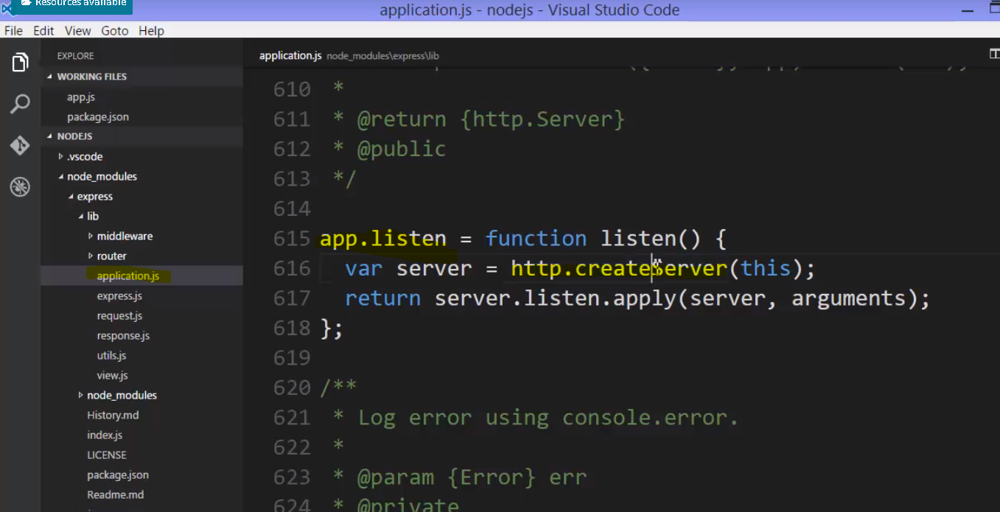 Resources available
application.js - nodejs - Visual Studio Code
File Edit View Goto Help
EXPLORE
WORKING FILES
app.js
package.json
NODEJS
.vscode
node_modules
express
lib
middleware
router
application.js
express.js
request.js
response.js
utils.js
view.js
node_modules
History.md
index.js
LICENSE
package.json
Readme.md
application.js node_modules\express\lib
610 *
611 * @return {http.Server}
612 * @public
613 */
614
615 app.listen = function listen() {
616 var server = http.createServer(this);
617 return server.listen.apply(server, arguments);
618 };
619
620 /**
621 * Log error using console.error.
622 *
623 * @param {Error} err
624 * @private